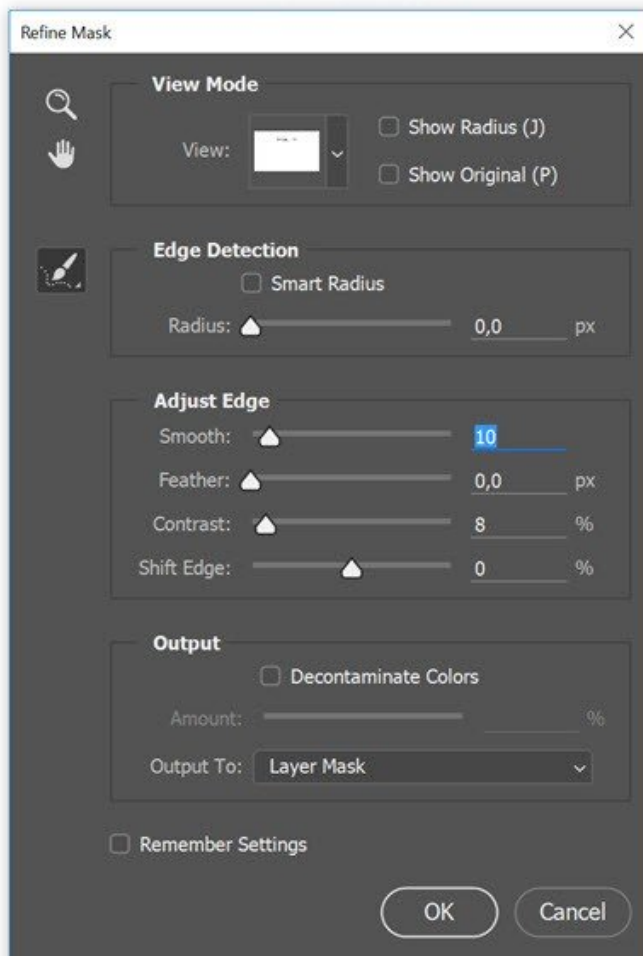 Refine Mask
View Mode
View:
Show Radius (J)
Show Original (P)
Edge Detection
Smart Radius
Radius: 0,0 px
Adjust Edge
Smooth: 10
Feather: 0,0 px
Contrast: 8 %
Shift Edge: 0 %
Output
Decontaminate Colors
Amount: %
Output To: Layer Mask
Remember Settings
OK Cancel